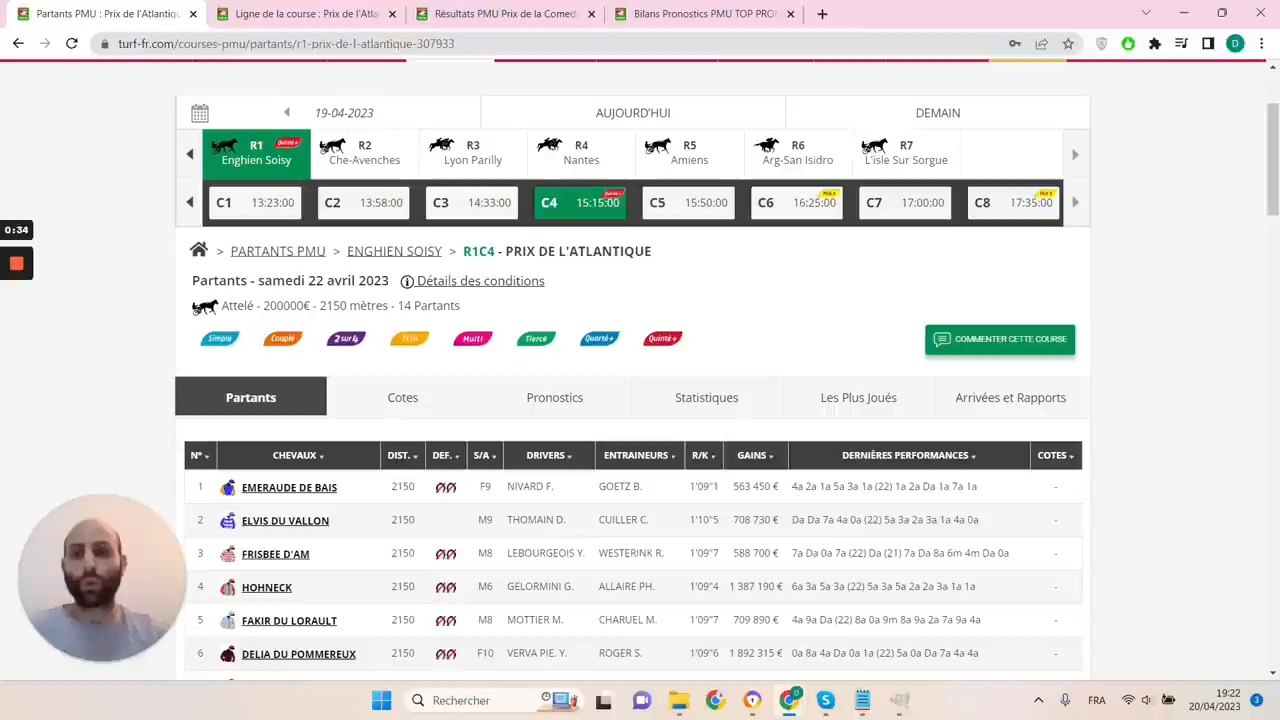 Partants PMU : Prix de l'Atlantiq
Cotes PMU : Prix de l'Atlantiq
Résultats PMU Prix de la Comed
Bilans Pronostics PMU TOP PRON
turf-fr.com/courses-pmu/partants/r1-prix-de-l-atlantique-307933
D
19-04-2023 AUJOURD'HUI DEMAIN
R1 Quinté+ R2 R3 R4 R5 R6 R7
Enghien Soisy Che-Avenches Lyon Parilly Nantes Amiens Arg-San Isidro L'isle Sur Sorgue
C1 13:23:00 C2 13:58:00 C3 14:33:00 C4 15:15:00 C5 15:50:00 C6 16:25:00 C7 17:00:00 C8 17:35:00
0:34
> PARTANTS PMU > ENGHIEN SOISY > R1C4 - PRIX DE L'ATLANTIQUE
Partants - samedi 22 avril 2023 Détails des conditions
Attelé - 200000€ - 2150 mètres - 14 Partants
Simple Couplé 2 sur 4 Trio Multi Tiercé Quarté+ Quinté+
COMMENTER CETTE COURSE
Partants Cotes Pronostics Statistiques Les Plus Joués Arrivées et Rapports
N° CHEVAUX DIST. DEF. S/A DRIVERS ENTRAINEURS R/K GAINS DERNIÈRES PERFORMANCES COTES
1 EMERAUDE DE BAIS 2150 F9 NIVARD F. GOETZ B. 1'09"1 563 450 € 4a 2a 1a 5a 3a 1a (22) 1a 2a Da 1a 7a 1a -
2 ELVIS DU VALLON 2150 M9 THOMAIN D. CUILLER C. 1'10"5 708 730 € Da Da 7a 4a 0a (22) 5a 3a 2a 3a 1a 4a 0a -
3 FRISBEE D'AM 2150 M8 LEBOURGEOIS Y. WESTERINK R. 1'09"7 588 700 € 7a Da 0a 7a (22) Da (21) 7a Da 8a 6m 4m Da 0a -
4 HOHNECK 2150 M6 GELORMINI G. ALLAIRE PH. 1'09"4 1 387 190 € 6a 3a 5a 3a (22) 5a 3a 5a 2a 2a 3a 1a 1a -
5 FAKIR DU LORAULT 2150 M8 MOTTIER M. CHARUEL M. 1'09"7 709 890 € 4a 9a Da (22) 8a 0a 9m 8a 9a 2a 7a 9a 4a -
6 DELIA DU POMMEREUX 2150 F10 VERVA PIE. Y. ROGER S. 1'09"6 1 892 315 € 0a 8a 4a Da 0a 1a (22) 5a 0a Da 7a 4a 4a -
Rechercher
FRA
19:22
20/04/2023
3